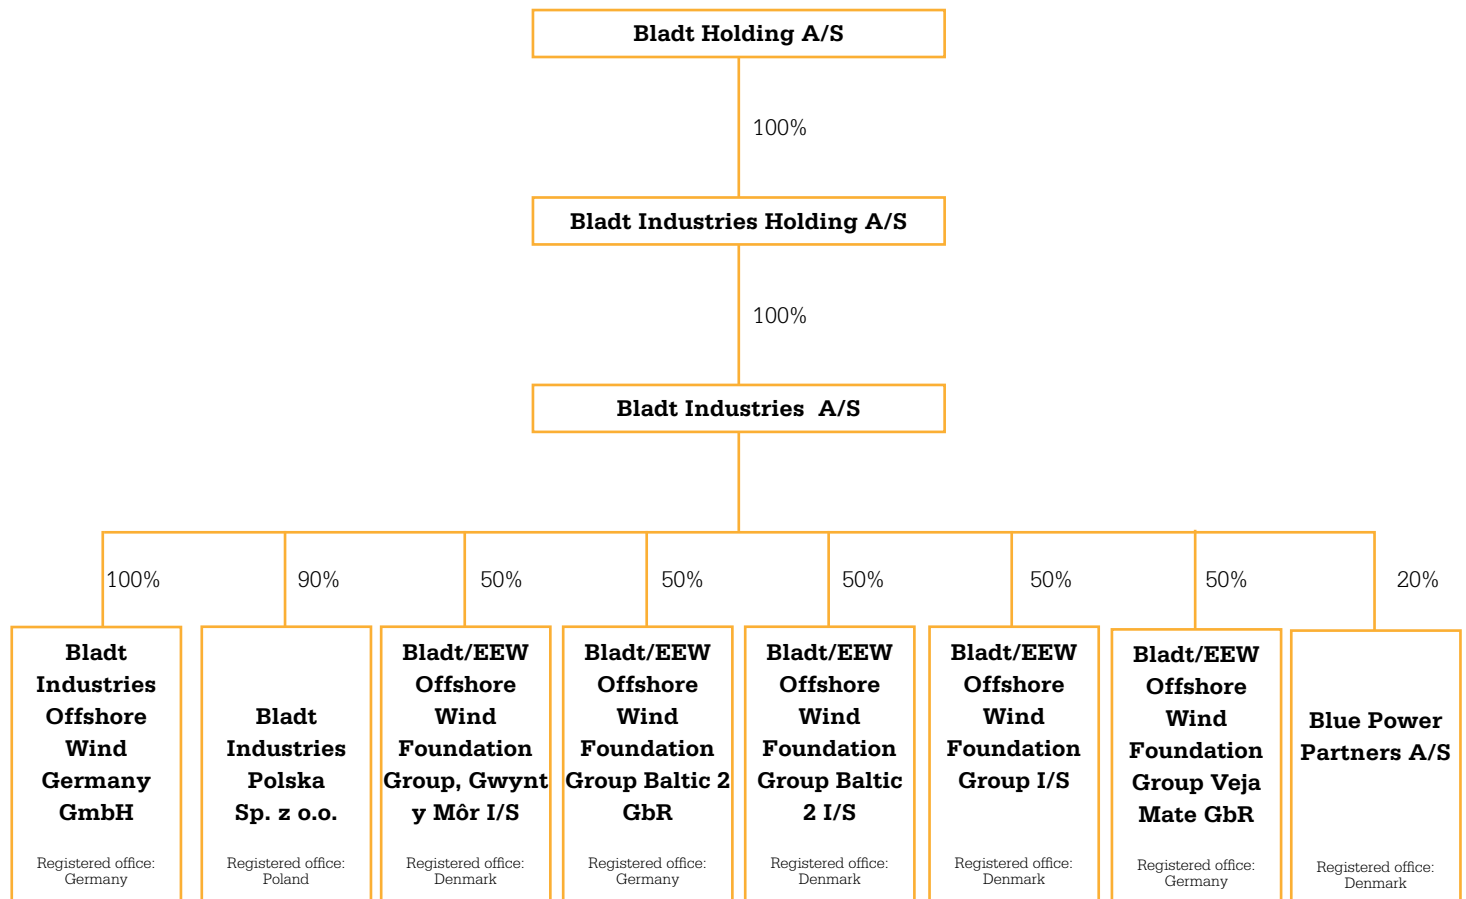 Bladt Holding A/S
100%
Bladt Industries Holding A/S
100%
Bladt Industries A/S
100%
90%
50%
50%
50%
50%
50%
20%
Bladt
Industries
Offshore
Wind
Germany
GmbH
Registered office:
Germany
Bladt
Industries
Polska
Sp. z o.o.
Registered office:
Poland
Bladt/EEW
Offshore
Wind
Foundation
Group, Gwynt
y Môr I/S
Registered office:
Denmark
Bladt/EEW
Offshore
Wind
Foundation
Group Baltic 2
GbR
Registered office:
Germany
Bladt/EEW
Offshore
Wind
Foundation
Group Baltic
2 I/S
Registered office:
Denmark
Bladt/EEW
Offshore
Wind
Foundation
Group I/S
Registered office:
Denmark
Bladt/EEW
Offshore
Wind
Foundation
Group Veja
Mate GbR
Registered office:
Germany
Blue Power
Partners A/S
Registered office:
Denmark